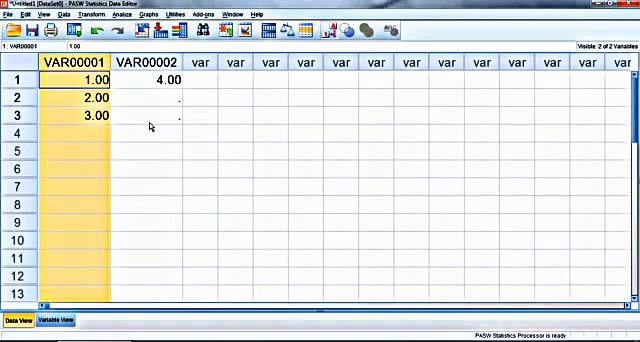 *Untitled1 [DataSet0] - PASW Statistics Data Editor
File Edit View Data Transform Analyze Graphs Utilities Add-ons Window Help
1: VAR00001 1.00 Visible: 2 of 2 Variables
VAR00001 VAR00002 var var var var var var var var var var var var var
1 1.00 4.00
2 2.00 .
3 3.00 .
4
5
6
7
8
9
10
11
12
13
Data View Variable View
PASW Statistics Processor is ready